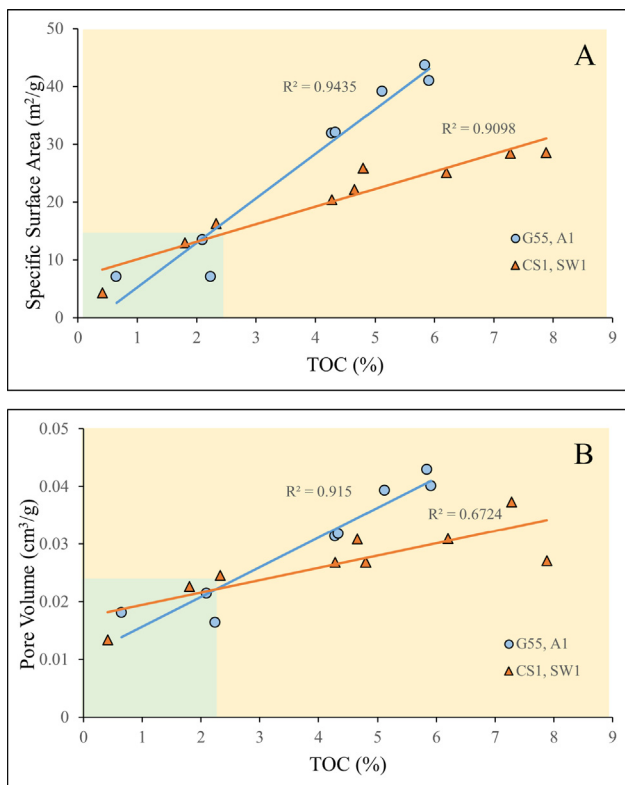 A
50
40
30
20
10
0
Specific Surface Area (m²/g)
R² = 0.9435
R² = 0.9098
G55, A1
CS1, SW1
0 1 2 3 4 5 6 7 8 9
TOC (%)
B
0.05
0.04
0.03
0.02
0.01
0
Pore Volume (cm³/g)
R² = 0.915
R² = 0.6724
G55, A1
CS1, SW1
0 1 2 3 4 5 6 7 8 9
TOC (%)